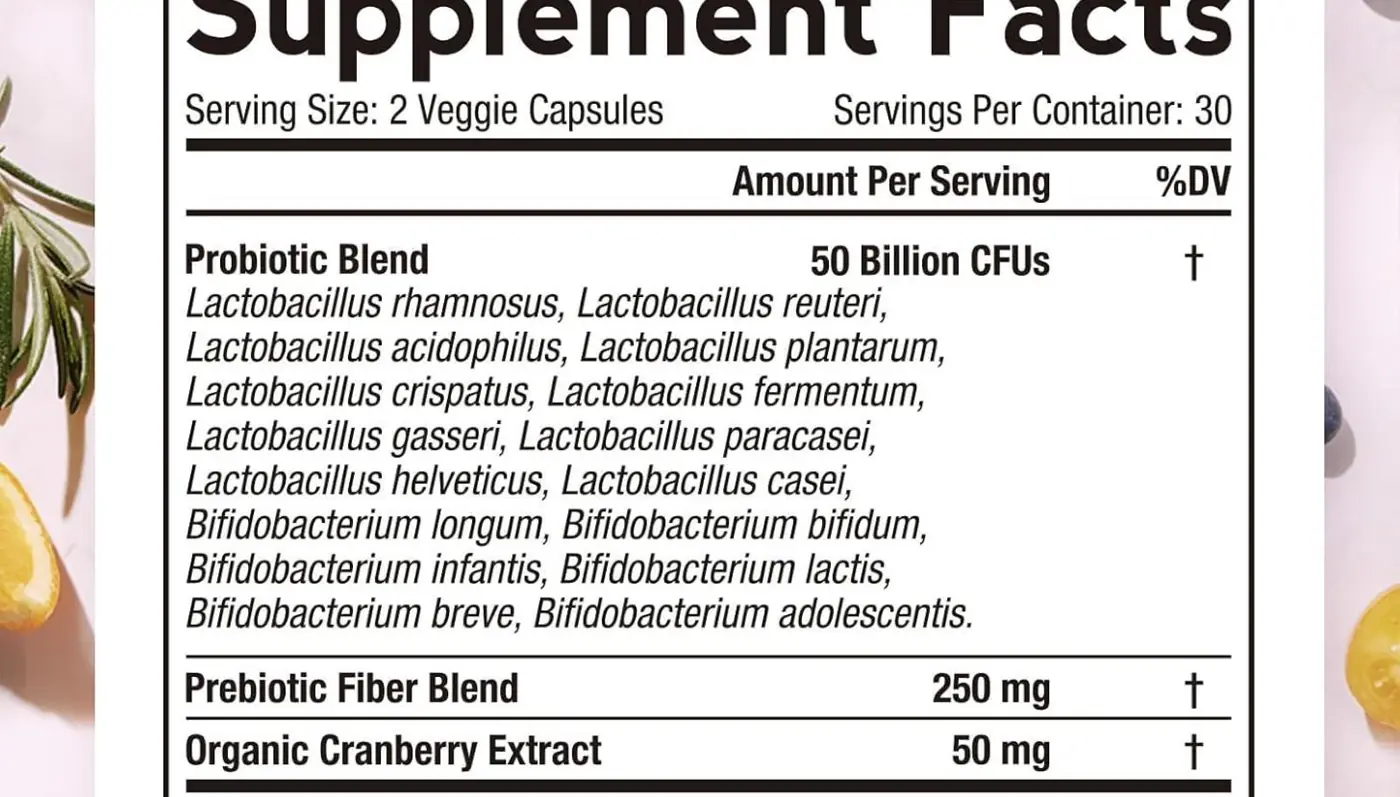 Supplement Facts
Serving Size: 2 Veggie Capsules Servings Per Container: 30
Amount Per Serving %DV
Probiotic Blend 50 Billion CFUs †
Lactobacillus rhamnosus, Lactobacillus reuteri,
Lactobacillus acidophilus, Lactobacillus plantarum,
Lactobacillus crispatus, Lactobacillus fermentum,
Lactobacillus gasseri, Lactobacillus paracasei,
Lactobacillus helveticus, Lactobacillus casei,
Bifidobacterium longum, Bifidobacterium bifidum,
Bifidobacterium infantis, Bifidobacterium lactis,
Bifidobacterium breve, Bifidobacterium adolescentis.
Prebiotic Fiber Blend 250 mg †
Organic Cranberry Extract 50 mg †